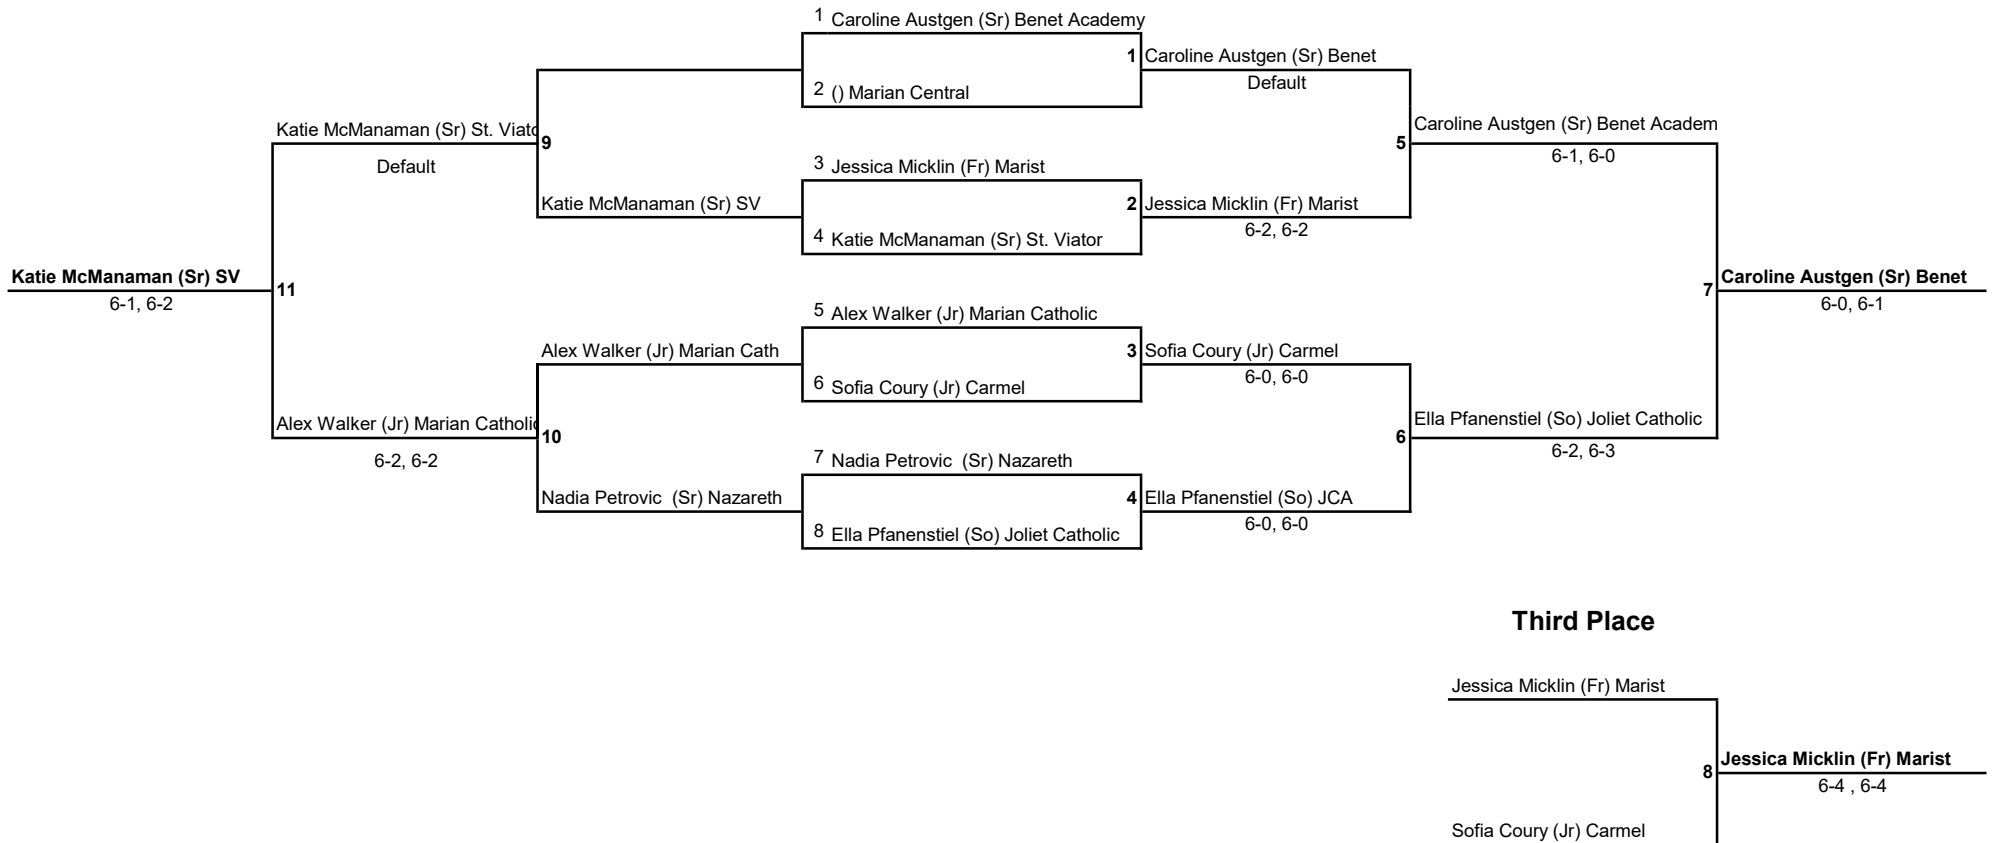 1 Caroline Austgen (Sr) Benet Academy
1 Caroline Austgen (Sr) Benet
Default
2 () Marian Central
Katie McManaman (Sr) St. Viato
9
Default
Caroline Austgen (Sr) Benet Academ
5
6-1, 6-0
3 Jessica Micklin (Fr) Marist
Katie McManaman (Sr) SV
2 Jessica Micklin (Fr) Marist
6-2, 6-2
4 Katie McManaman (Sr) St. Viator
Katie McManaman (Sr) SV
11
6-1, 6-2
7 Caroline Austgen (Sr) Benet
6-0, 6-1
5 Alex Walker (Jr) Marian Catholic
Alex Walker (Jr) Marian Cath
3 Sofia Coury (Jr) Carmel
6-0, 6-0
6 Sofia Coury (Jr) Carmel
Alex Walker (Jr) Marian Catholic
10
6-2, 6-2
Ella Pfanenstiel (So) Joliet Catholic
6
6-2, 6-3
7 Nadia Petrovic  (Sr) Nazareth
Nadia Petrovic  (Sr) Nazareth
4 Ella Pfanenstiel (So) JCA
6-0, 6-0
8 Ella Pfanenstiel (So) Joliet Catholic
Third Place
Jessica Micklin (Fr) Marist
8 Jessica Micklin (Fr) Marist
6-4 , 6-4
Sofia Coury (Jr) Carmel